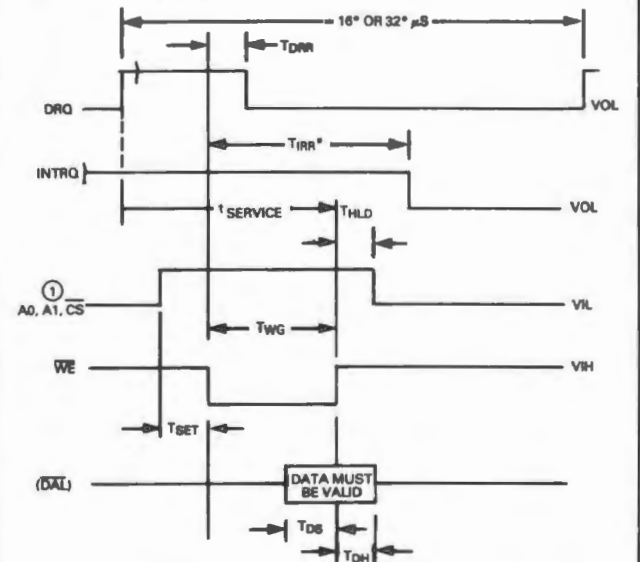 16* OR 32* µS
TDRR
DRQ
VOL
TIRR*
INTRQ
tSERVICE
THLD
VOL
①
A0, A1, CS
VIL
TWG
WE
VIH
TSET
(DAL)
DATA MUST
BE VALID
TDS
TDH